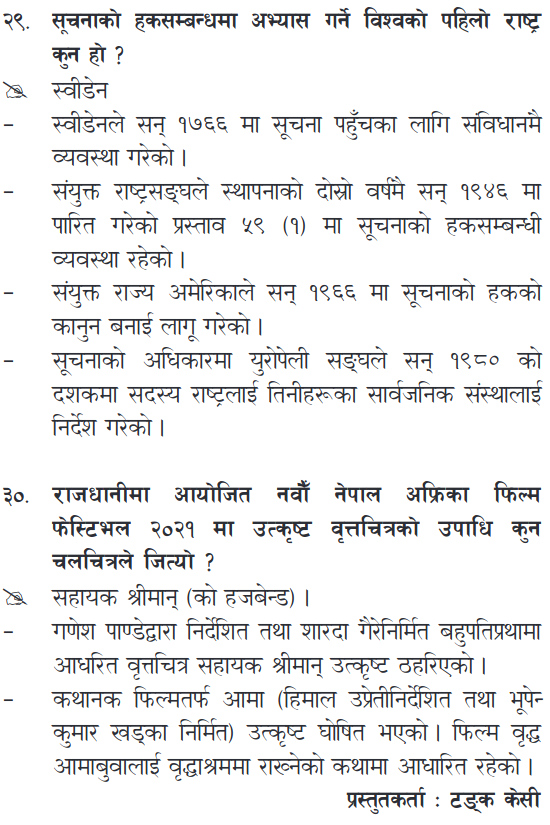 २९. सूचनाको हकसम्बन्धमा अभ्यास गर्ने विश्वको पहिलो राष्ट्र
कुन हो ?
स्वीडेन
– स्वीडेनले सन् १७६६ मा सूचना पहुँचका लागि संविधानमै
व्यवस्था गरेको ।
– संयुक्त राष्ट्रसङ्घले स्थापनाको दोस्रो वर्षमै सन् १९४६ मा
पारित गरेको प्रस्ताव ५९ (१) मा सूचनाको हकसम्बन्धी
व्यवस्था रहेको ।
– संयुक्त राज्य अमेरिकाले सन् १९६६ मा सूचनाको हकको
कानुन बनाई लागू गरेको ।
– सूचनाको अधिकारमा युरोपेली सङ्घले सन् १९८० को
दशकमा सदस्य राष्ट्रलाई तिनीहरूका सार्वजनिक संस्थालाई
निर्देश गरेको ।
३०. राजधानीमा आयोजित नवौँ नेपाल अफ्रिका फिल्म
फेस्टिभल २०२१ मा उत्कृष्ट वृत्तचित्रको उपाधि कुन
चलचित्रले जित्यो ?
सहायक श्रीमान् (को हजबेन्ड) ।
– गणेश पाण्डेद्वारा निर्देशित तथा शारदा गैरेनिर्मित बहुपतिप्रथामा
आधारित वृत्तचित्र सहायक श्रीमान् उत्कृष्ट ठहरिएको ।
– कथानक फिल्मतर्फ आमा (हिमाल उप्रेतीनिर्देशित तथा भूपेन-
कुमार खड्का निर्मित) उत्कृष्ट घोषित भएको । फिल्म वृद्ध
आमाबुवालाई वृद्धाश्रममा राख्नेको कथामा आधारित रहेको ।
प्रस्तुतकर्ता : टङ्क केसी